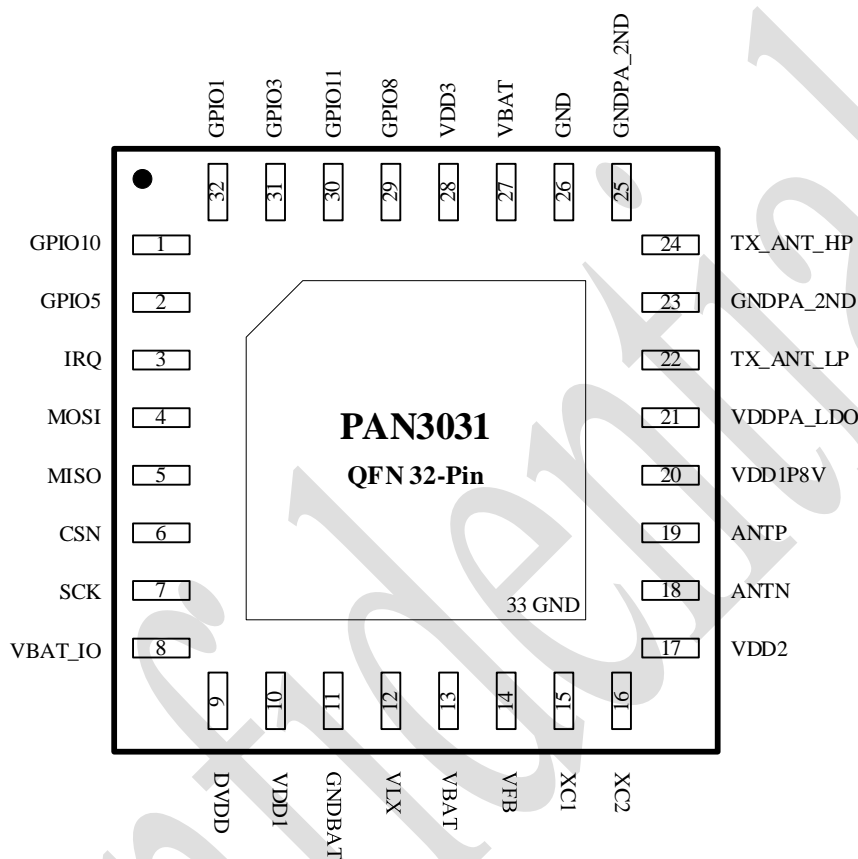 GPIO1
GPIO3
GPIO11
GPIO8
VDD3
VBAT
GND
GNDPA_2ND
32
31
30
29
28
27
26
25
GPIO10 1
GPIO5 2
IRQ 3
MOSI 4
MISO 5
CSN 6
SCK 7
VBAT_IO 8
PAN3031
QFN 32-Pin
33 GND
24 TX_ANT_HP
23 GNDPA_2ND
22 TX_ANT_LP
21 VDDPA_LDO
20 VDD1P8V
19 ANTP
18 ANTN
17 VDD2
9
10
11
12
13
14
15
16
DVDD
VDD1
GNDBAT
VLX
VBAT
VFB
XC1
XC2